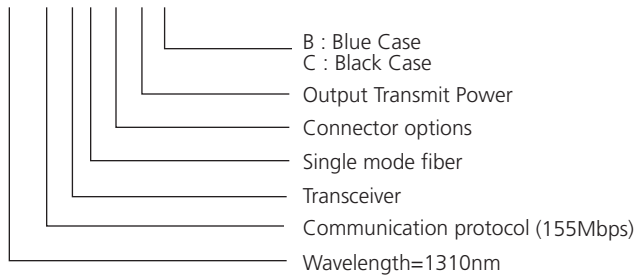 B : Blue Case
C : Black Case
Output Transmit Power
Connector options
Single mode fiber
Transceiver
Communication protocol (155Mbps)
Wavelength=1310nm